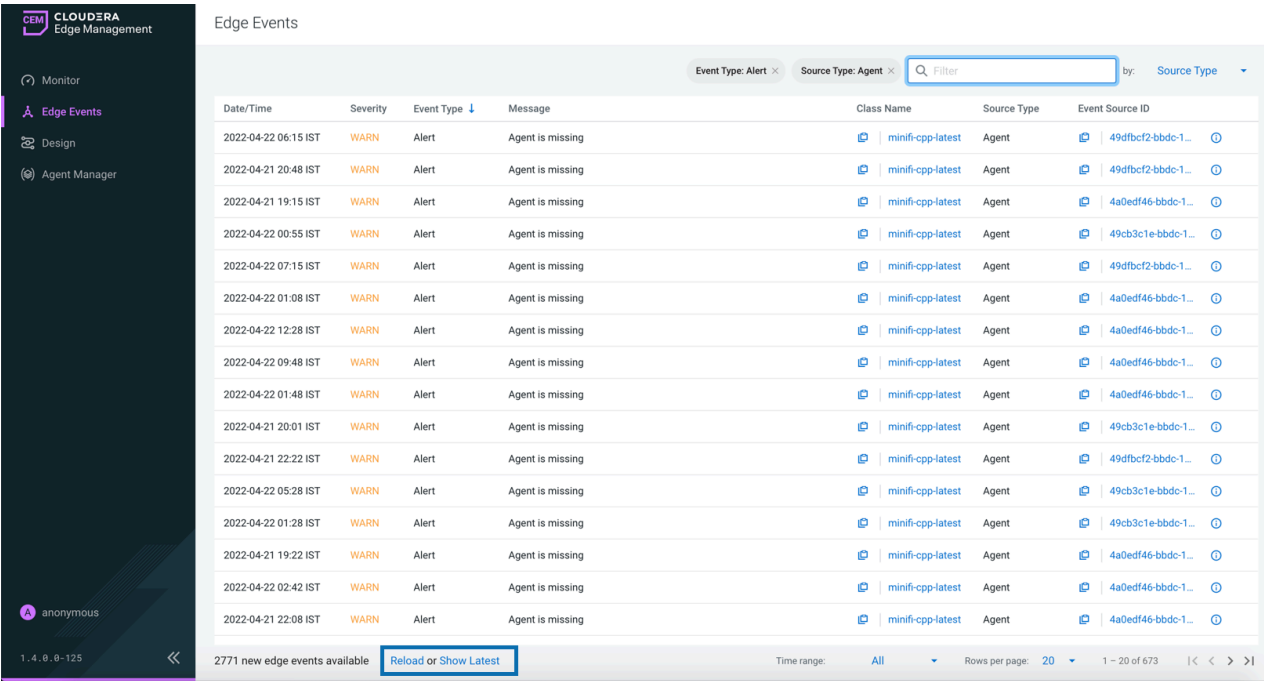 CEM CLOUDERA
Edge Management
Edge Events
Monitor
Edge Events
Design
Agent Manager
Event Type: Alert × Source Type: Agent × Filter by: Source Type
Date/Time Severity Event Type ↓ Message Class Name Source Type Event Source ID
2022-04-22 06:15 IST WARN Alert Agent is missing minifi-cpp-latest Agent 49dfbcf2-bbdc-1...
2022-04-21 20:48 IST WARN Alert Agent is missing minifi-cpp-latest Agent 49dfbcf2-bbdc-1...
2022-04-21 19:15 IST WARN Alert Agent is missing minifi-cpp-latest Agent 4a0edf46-bbdc-1...
2022-04-22 00:55 IST WARN Alert Agent is missing minifi-cpp-latest Agent 49cb3c1e-bbdc-1...
2022-04-22 07:15 IST WARN Alert Agent is missing minifi-cpp-latest Agent 49dfbcf2-bbdc-1...
2022-04-22 01:08 IST WARN Alert Agent is missing minifi-cpp-latest Agent 4a0edf46-bbdc-1...
2022-04-22 12:28 IST WARN Alert Agent is missing minifi-cpp-latest Agent 4a0edf46-bbdc-1...
2022-04-22 09:48 IST WARN Alert Agent is missing minifi-cpp-latest Agent 4a0edf46-bbdc-1...
2022-04-22 01:48 IST WARN Alert Agent is missing minifi-cpp-latest Agent 4a0edf46-bbdc-1...
2022-04-21 20:01 IST WARN Alert Agent is missing minifi-cpp-latest Agent 49cb3c1e-bbdc-1...
2022-04-21 22:22 IST WARN Alert Agent is missing minifi-cpp-latest Agent 49dfbcf2-bbdc-1...
2022-04-22 05:28 IST WARN Alert Agent is missing minifi-cpp-latest Agent 49cb3c1e-bbdc-1...
2022-04-22 01:28 IST WARN Alert Agent is missing minifi-cpp-latest Agent 49cb3c1e-bbdc-1...
2022-04-21 19:22 IST WARN Alert Agent is missing minifi-cpp-latest Agent 4a0edf46-bbdc-1...
2022-04-22 02:42 IST WARN Alert Agent is missing minifi-cpp-latest Agent 4a0edf46-bbdc-1...
2022-04-21 22:08 IST WARN Alert Agent is missing minifi-cpp-latest Agent 4a0edf46-bbdc-1...
A anonymous
1.4.0.0-125
2771 new edge events available Reload or Show Latest Time range: All Rows per page: 20 1 – 20 of 673